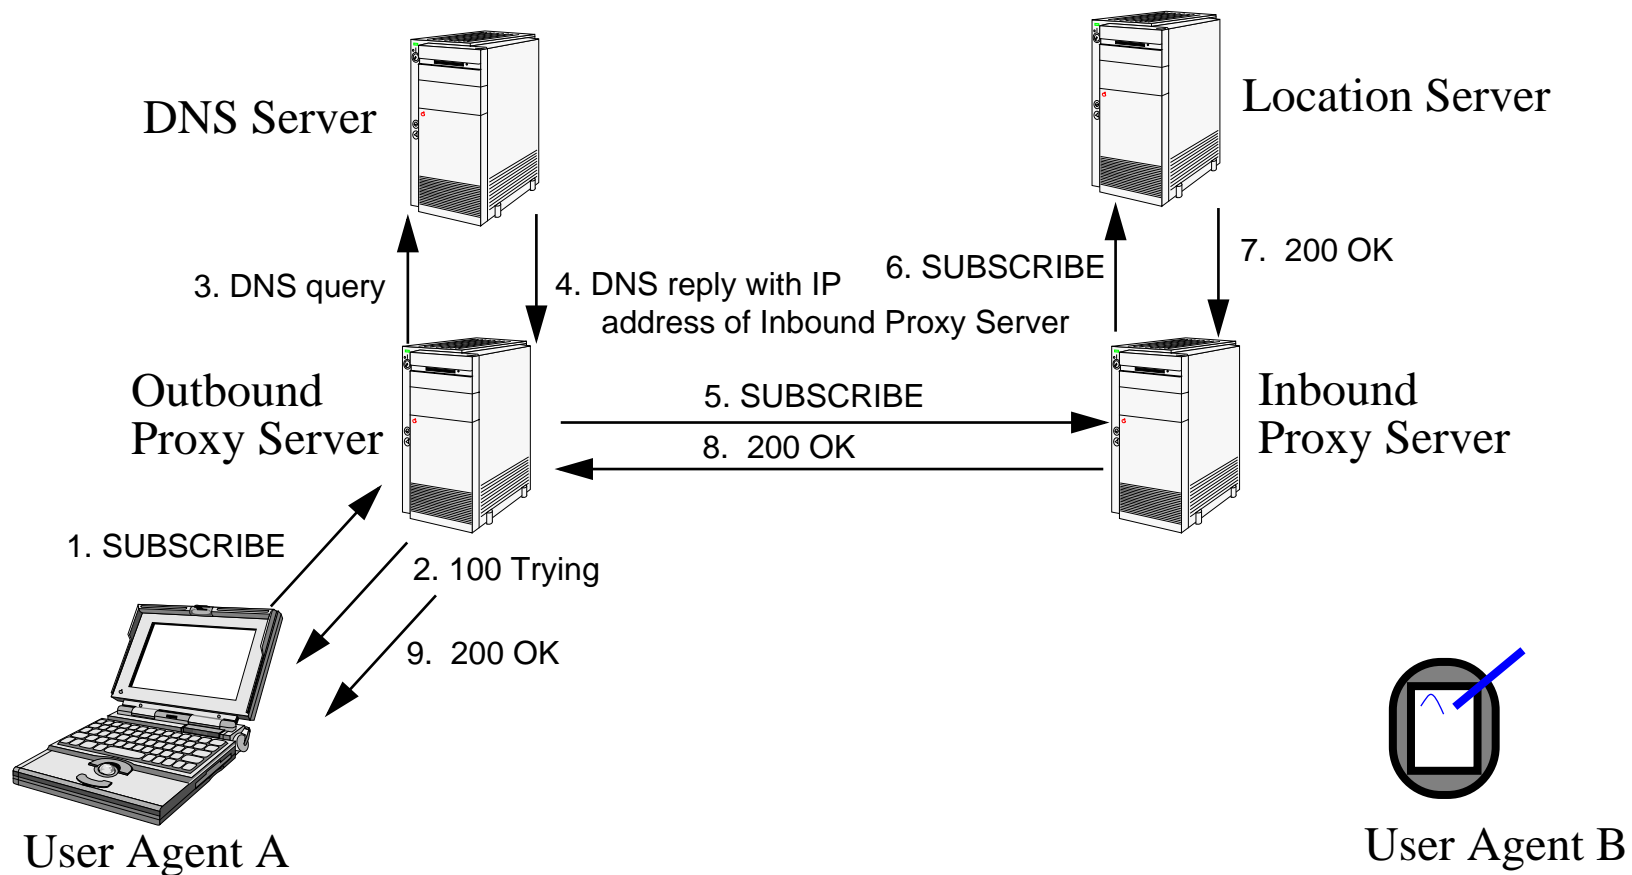 DNS Server
Location Server
3. DNS query
4. DNS reply with IP
address of Inbound Proxy Server
6. SUBSCRIBE
7.  200 OK
Outbound
Proxy Server
5. SUBSCRIBE
8.  200 OK
Inbound
Proxy Server
1. SUBSCRIBE
2. 100 Trying
9.  200 OK
User Agent A
User Agent B